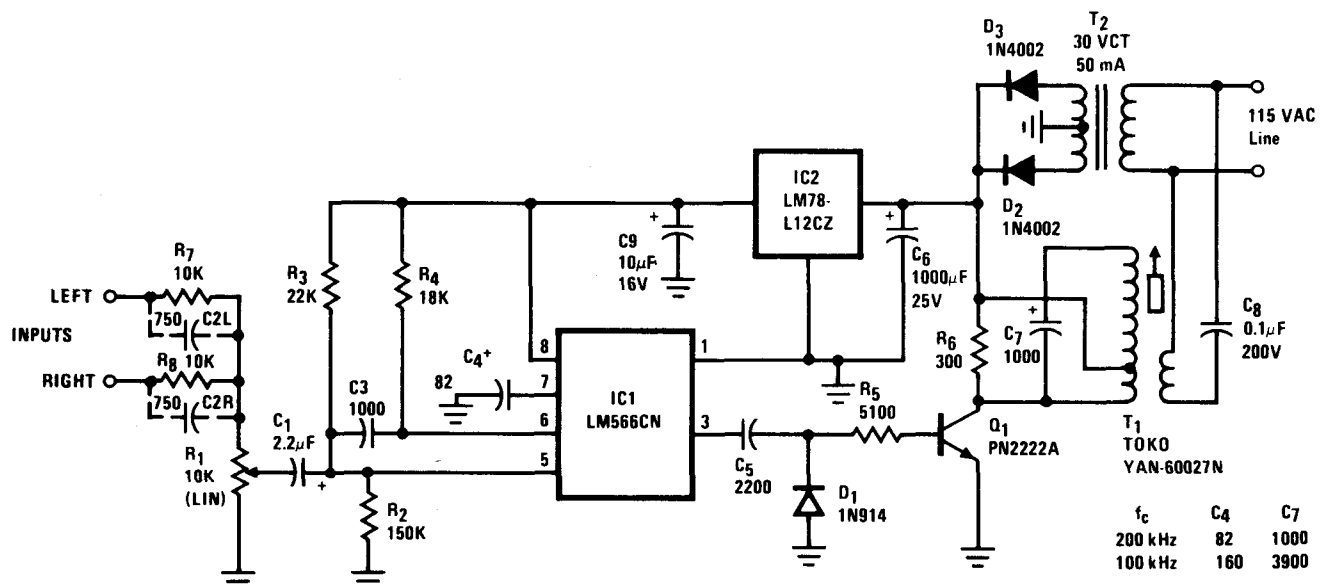 D3
1N4002
T2
30 VCT
50 mA
115 VAC
Line
IC2
LM78-
L12CZ
D2
1N4002
+
C9
10μF
16V
+
C6
1000μF
25V
R7
10K
LEFT
750
C2L
INPUTS
R8
10K
RIGHT
750
C2R
R1
10K
(LIN)
C1
2.2μF
+
R3
22K
R4
18K
C3
1000
R2
150K
C4+
82
8
7
6
5
1
3
IC1
LM566CN
C5
2200
D1
1N914
R5
5100
R6
300
+
C7
1000
Q1
PN2222A
T1
TOKO
YAN-60027N
C8
0.1μF
200V
fc C4 C7
200 kHz 82 1000
100 kHz 160 3900